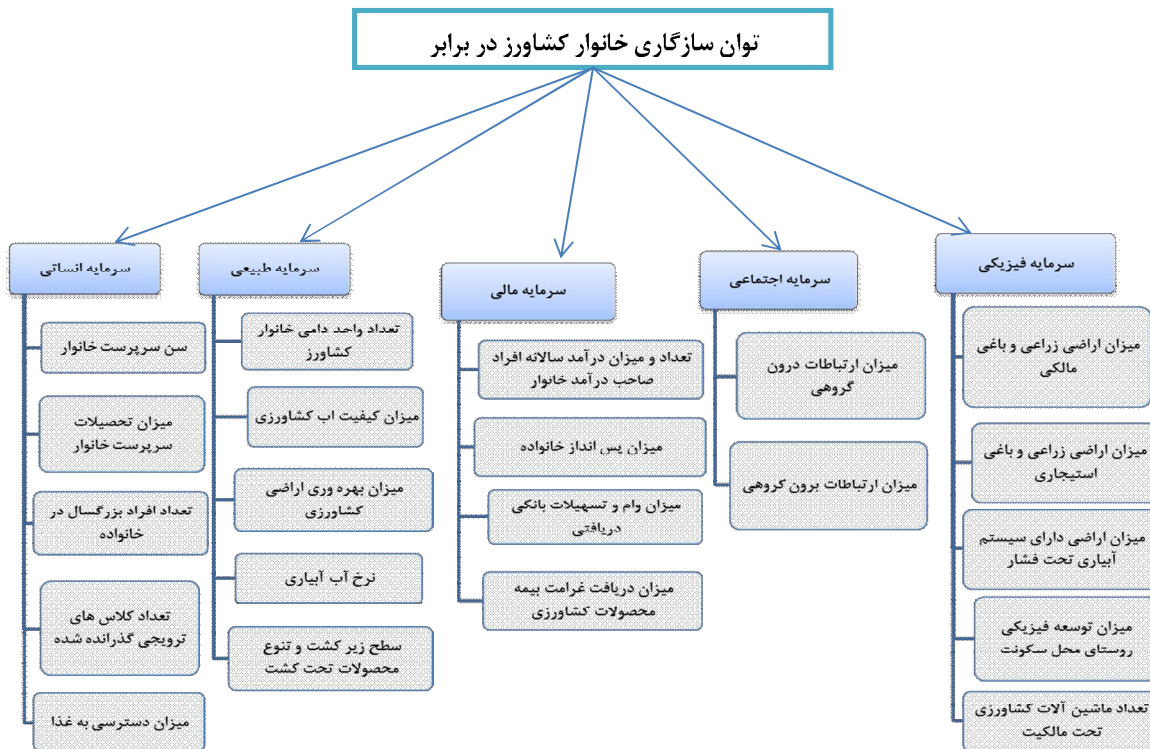 توان سازگاری خانوار کشاورز در برابر
سرمایه فیزیکی
میزان اراضی زراعی و باغی
مالکی
میزان اراضی زراعی و باغی
استیجاری
میزان اراضی دارای سیستم
آبیاری تحت فشار
میزان توسعه فیزیکی
روستای محل سکونت
تعداد ماشین آلات کشاورزی
تحت مالکیت
سرمایه اجتماعی
میزان ارتباطات درون
گروهی
میزان ارتباطات برون کروهی
سرمایه مالی
تعداد و میزان درآمد سالانه افراد
صاحب درآمد خانوار
میزان پس انداز خانواده
میزان وام و تسهیلات بانکی
دریافتی
میزان دریافت غرامت بیمه
محصولات کشاورزی
سرمایه طبیعی
تعداد واحد دامی خانوار
کشاورز
میزان کیفیت اب کشاورزی
میزان بهره وری اراضی
کشاورزی
نرخ آب آبیاری
سطح زیر کشت و تنوع
محصولات تحت کشت
سرمایه انسانی
سن سرپرست خانوار
میزان تحصیلات
سرپرست خانوار
تعداد افراد بزرگسال در
خانواده
تعداد کلاس های
ترویجی گذرانده شده
میزان دسترسی به غذا